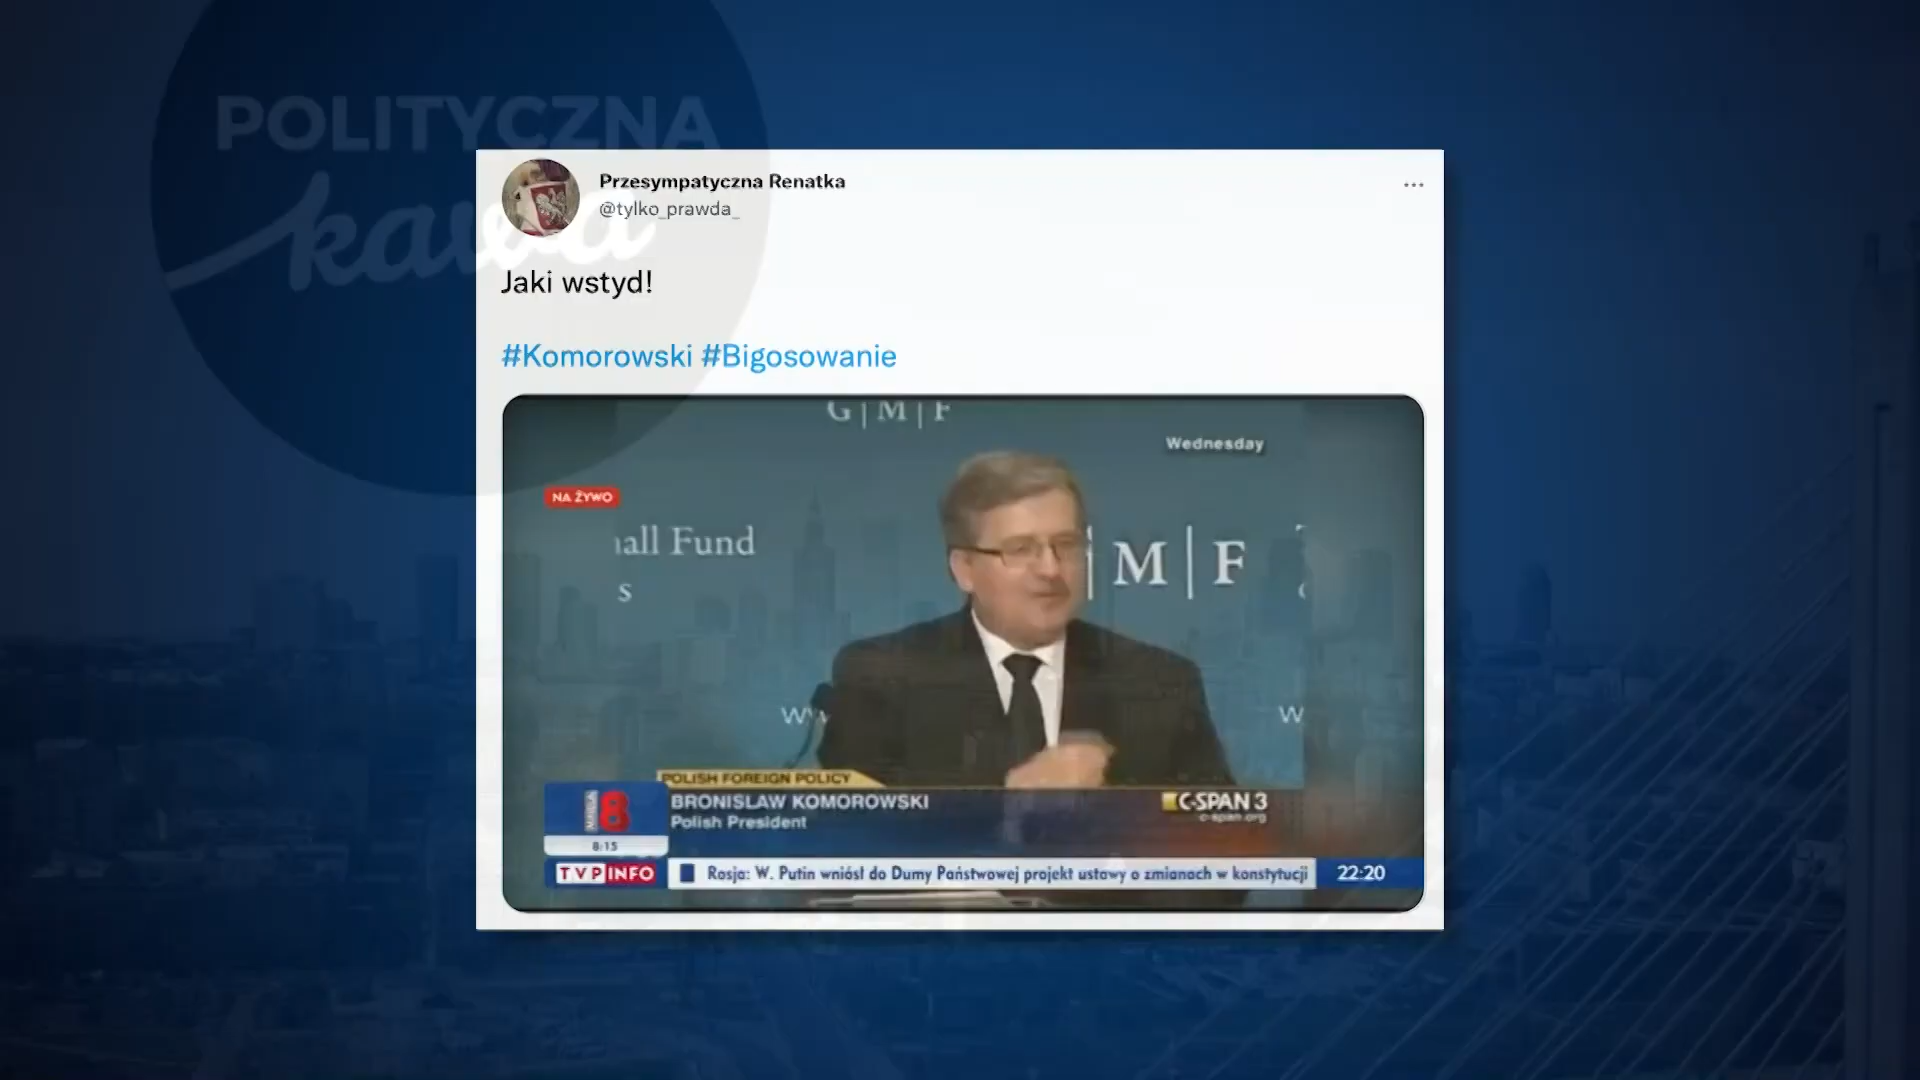 POLITYCZNA
kawa
Przesympatyczna Renatka
@tylko_prawda_
Jaki wstyd!
#Komorowski #Bigosowanie
G|M|F
Wednesday
NA ŻYWO
all Fund
s
|M|F
ww
w
POLISH FOREIGN POLICY
BRONISLAW KOMOROWSKI
Polish President
C-SPAN 3
c-span.org
8
8:15
TVP INFO
Rosja: W. Putin wniósł do Dumy Państwowej projekt ustawy o zmianach w konstytucji
22:20